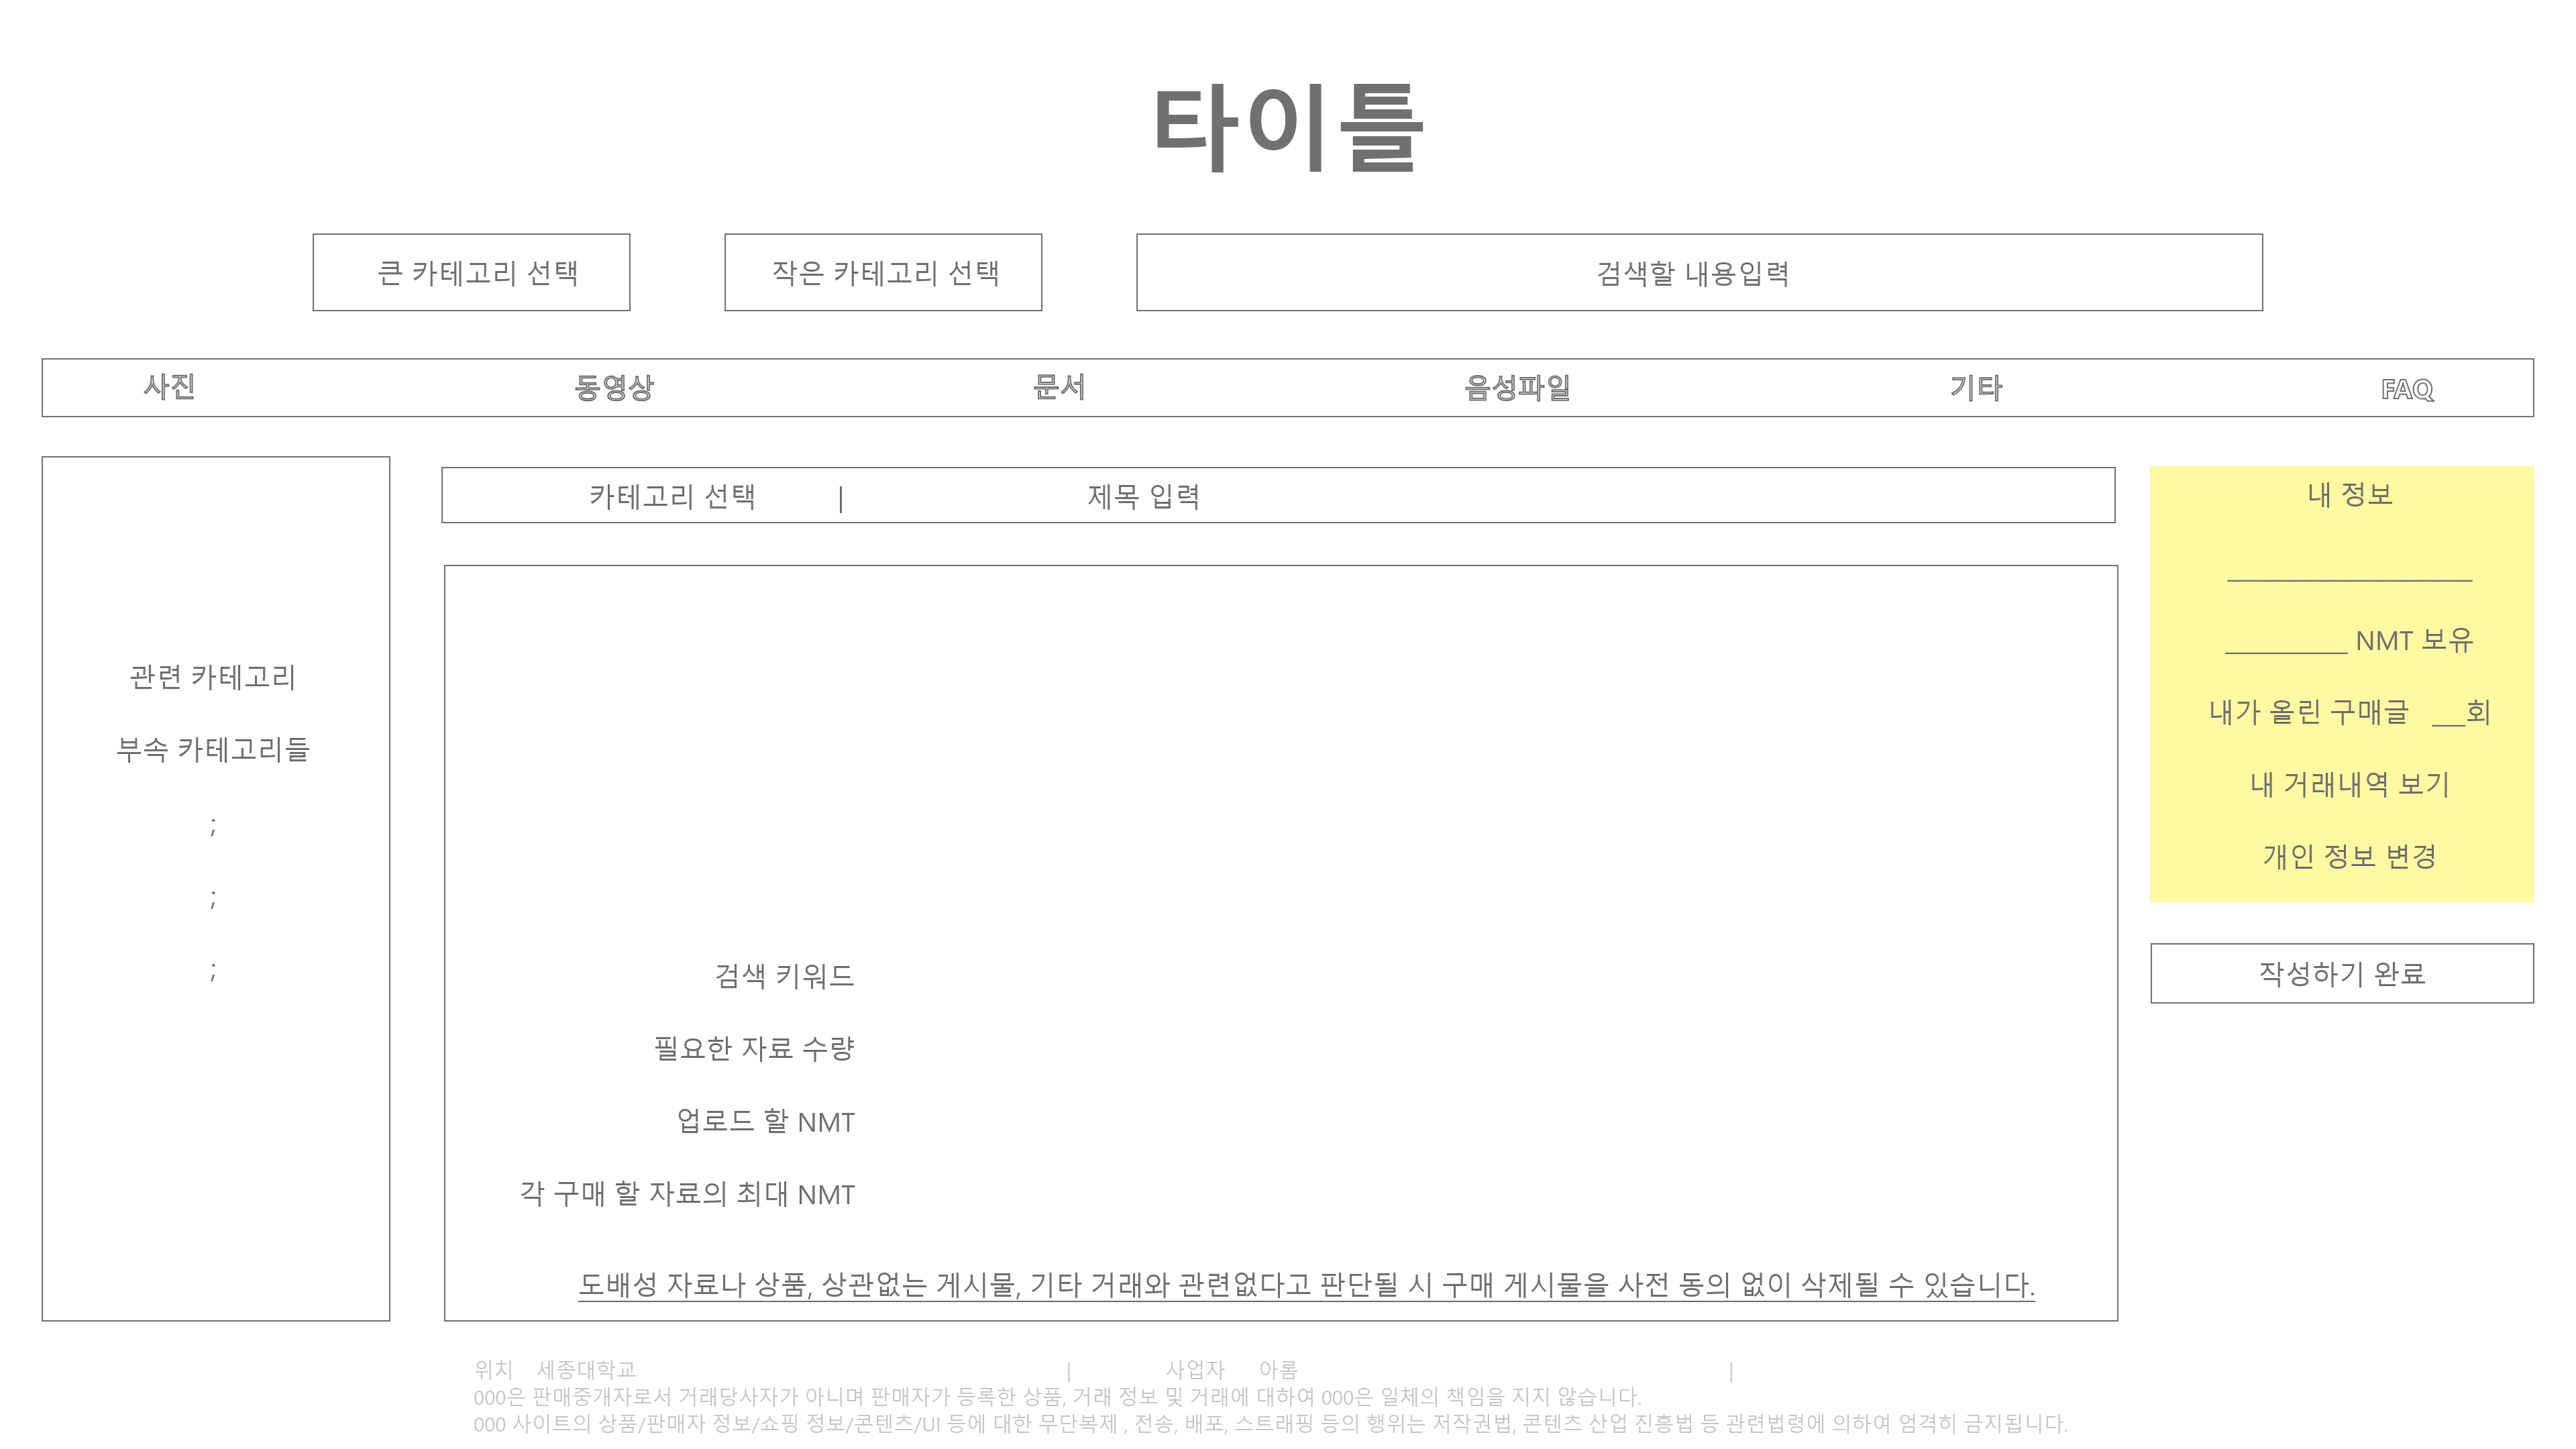 타이틀
큰 카테고리 선택
작은 카테고리 선택
검색할 내용입력
사진 동영상 문서 음성파일 기타 FAQ
관련 카테고리
부속 카테고리들
;
;
;
카테고리 선택 | 제목 입력
검색 키워드
필요한 자료 수량
업로드 할 NMT
각 구매 할 자료의 최대 NMT
도배성 자료나 상품, 상관없는 게시물, 기타 거래와 관련없다고 판단될 시 구매 게시물을 사전 동의 없이 삭제될 수 있습니다.
내 정보
____________________
__________ NMT 보유
내가 올린 구매글 ___회
내 거래내역 보기
개인 정보 변경
작성하기 완료
위치 세종대학교 | 사업자 아롬 |
000은 판매중개자로서 거래당사자가 아니며 판매자가 등록한 상품, 거래 정보 및 거래에 대하여 000은 일체의 책임을 지지 않습니다.
000 사이트의 상품/판매자 정보/쇼핑 정보/콘텐츠/UI 등에 대한 무단복제 , 전송, 배포, 스트래핑 등의 행위는 저작권법, 콘텐츠 산업 진흥법 등 관련법령에 의하여 엄격히 금지됩니다.